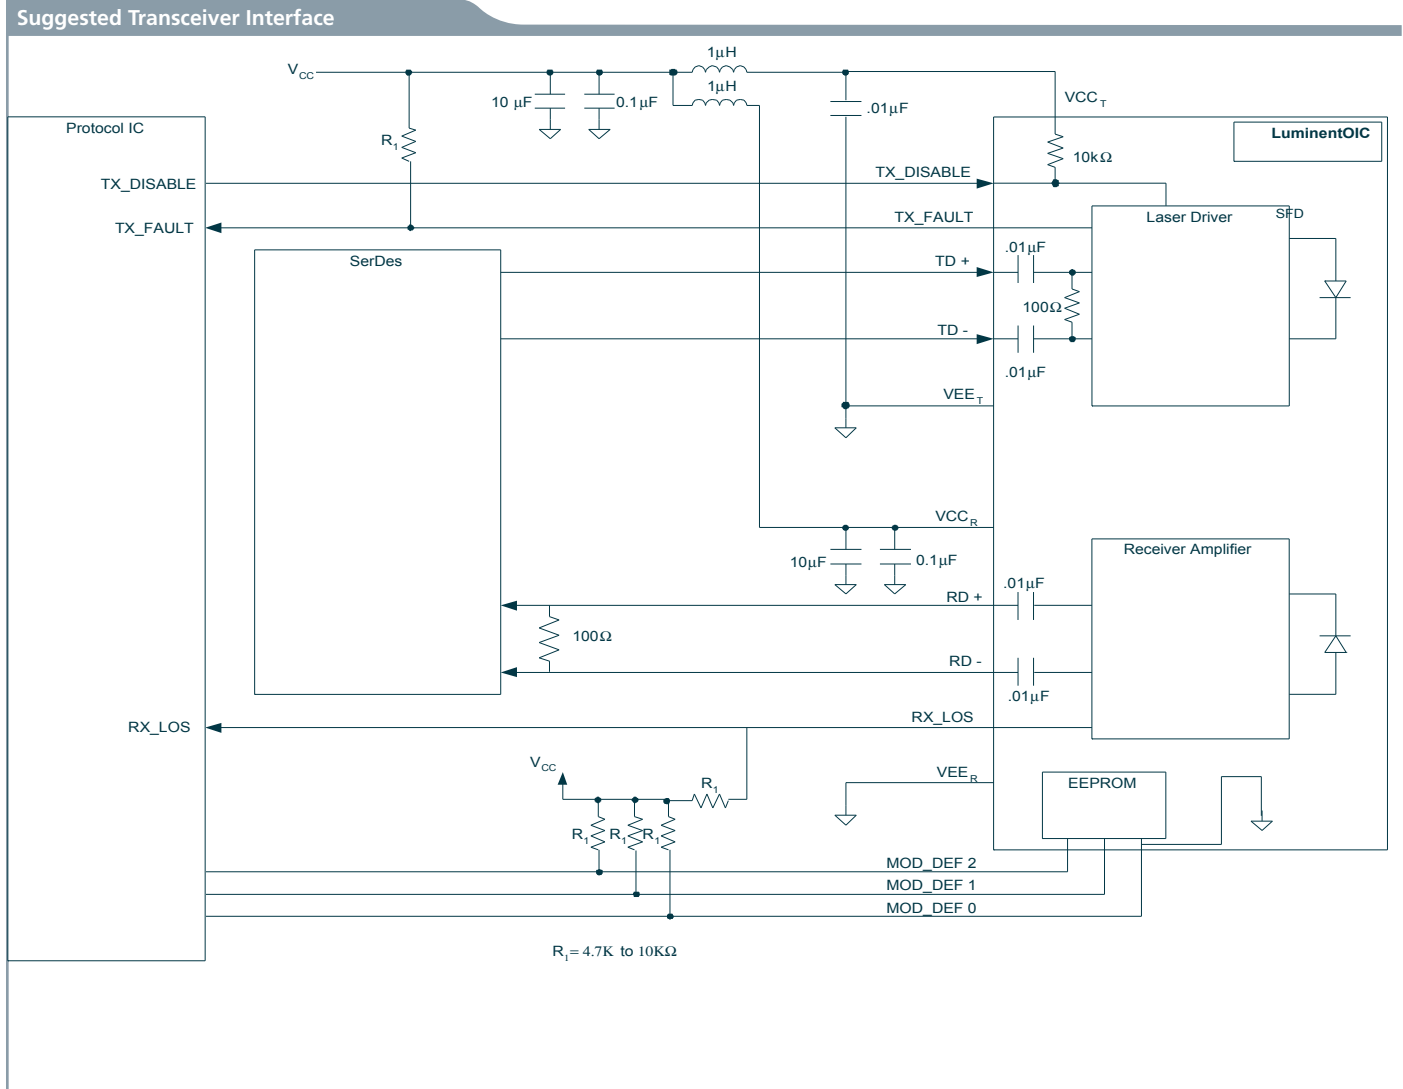 Suggested Transceiver Interface
1µH
VCC
1µH
10 µF
0.1µF
.01µF
VCCT
Protocol IC
LuminentOIC
R1
10kΩ
TX_DISABLE
TX_DISABLE
TX_FAULT
TX_FAULT
Laser Driver
SFD
.01µF
SerDes
TD +
100Ω
TD -
.01µF
VEET
VCCR
Receiver Amplifier
10µF
0.1µF
.01µF
RD +
100Ω
RD -
.01µF
RX_LOS
RX_LOS
VCC
VEER
R1
EEPROM
R1
R1
R1
MOD_DEF 2
MOD_DEF 1
MOD_DEF 0
R1= 4.7K to 10KΩ